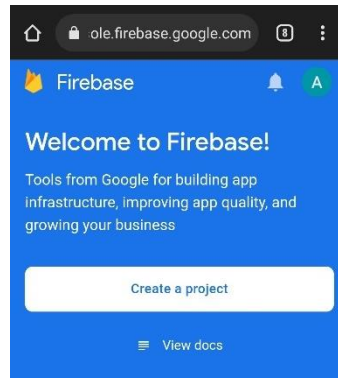 ole.firebase.google.com 8
Firebase A
Welcome to Firebase!
Tools from Google for building app
infrastructure, improving app quality, and
growing your business
Create a project
View docs